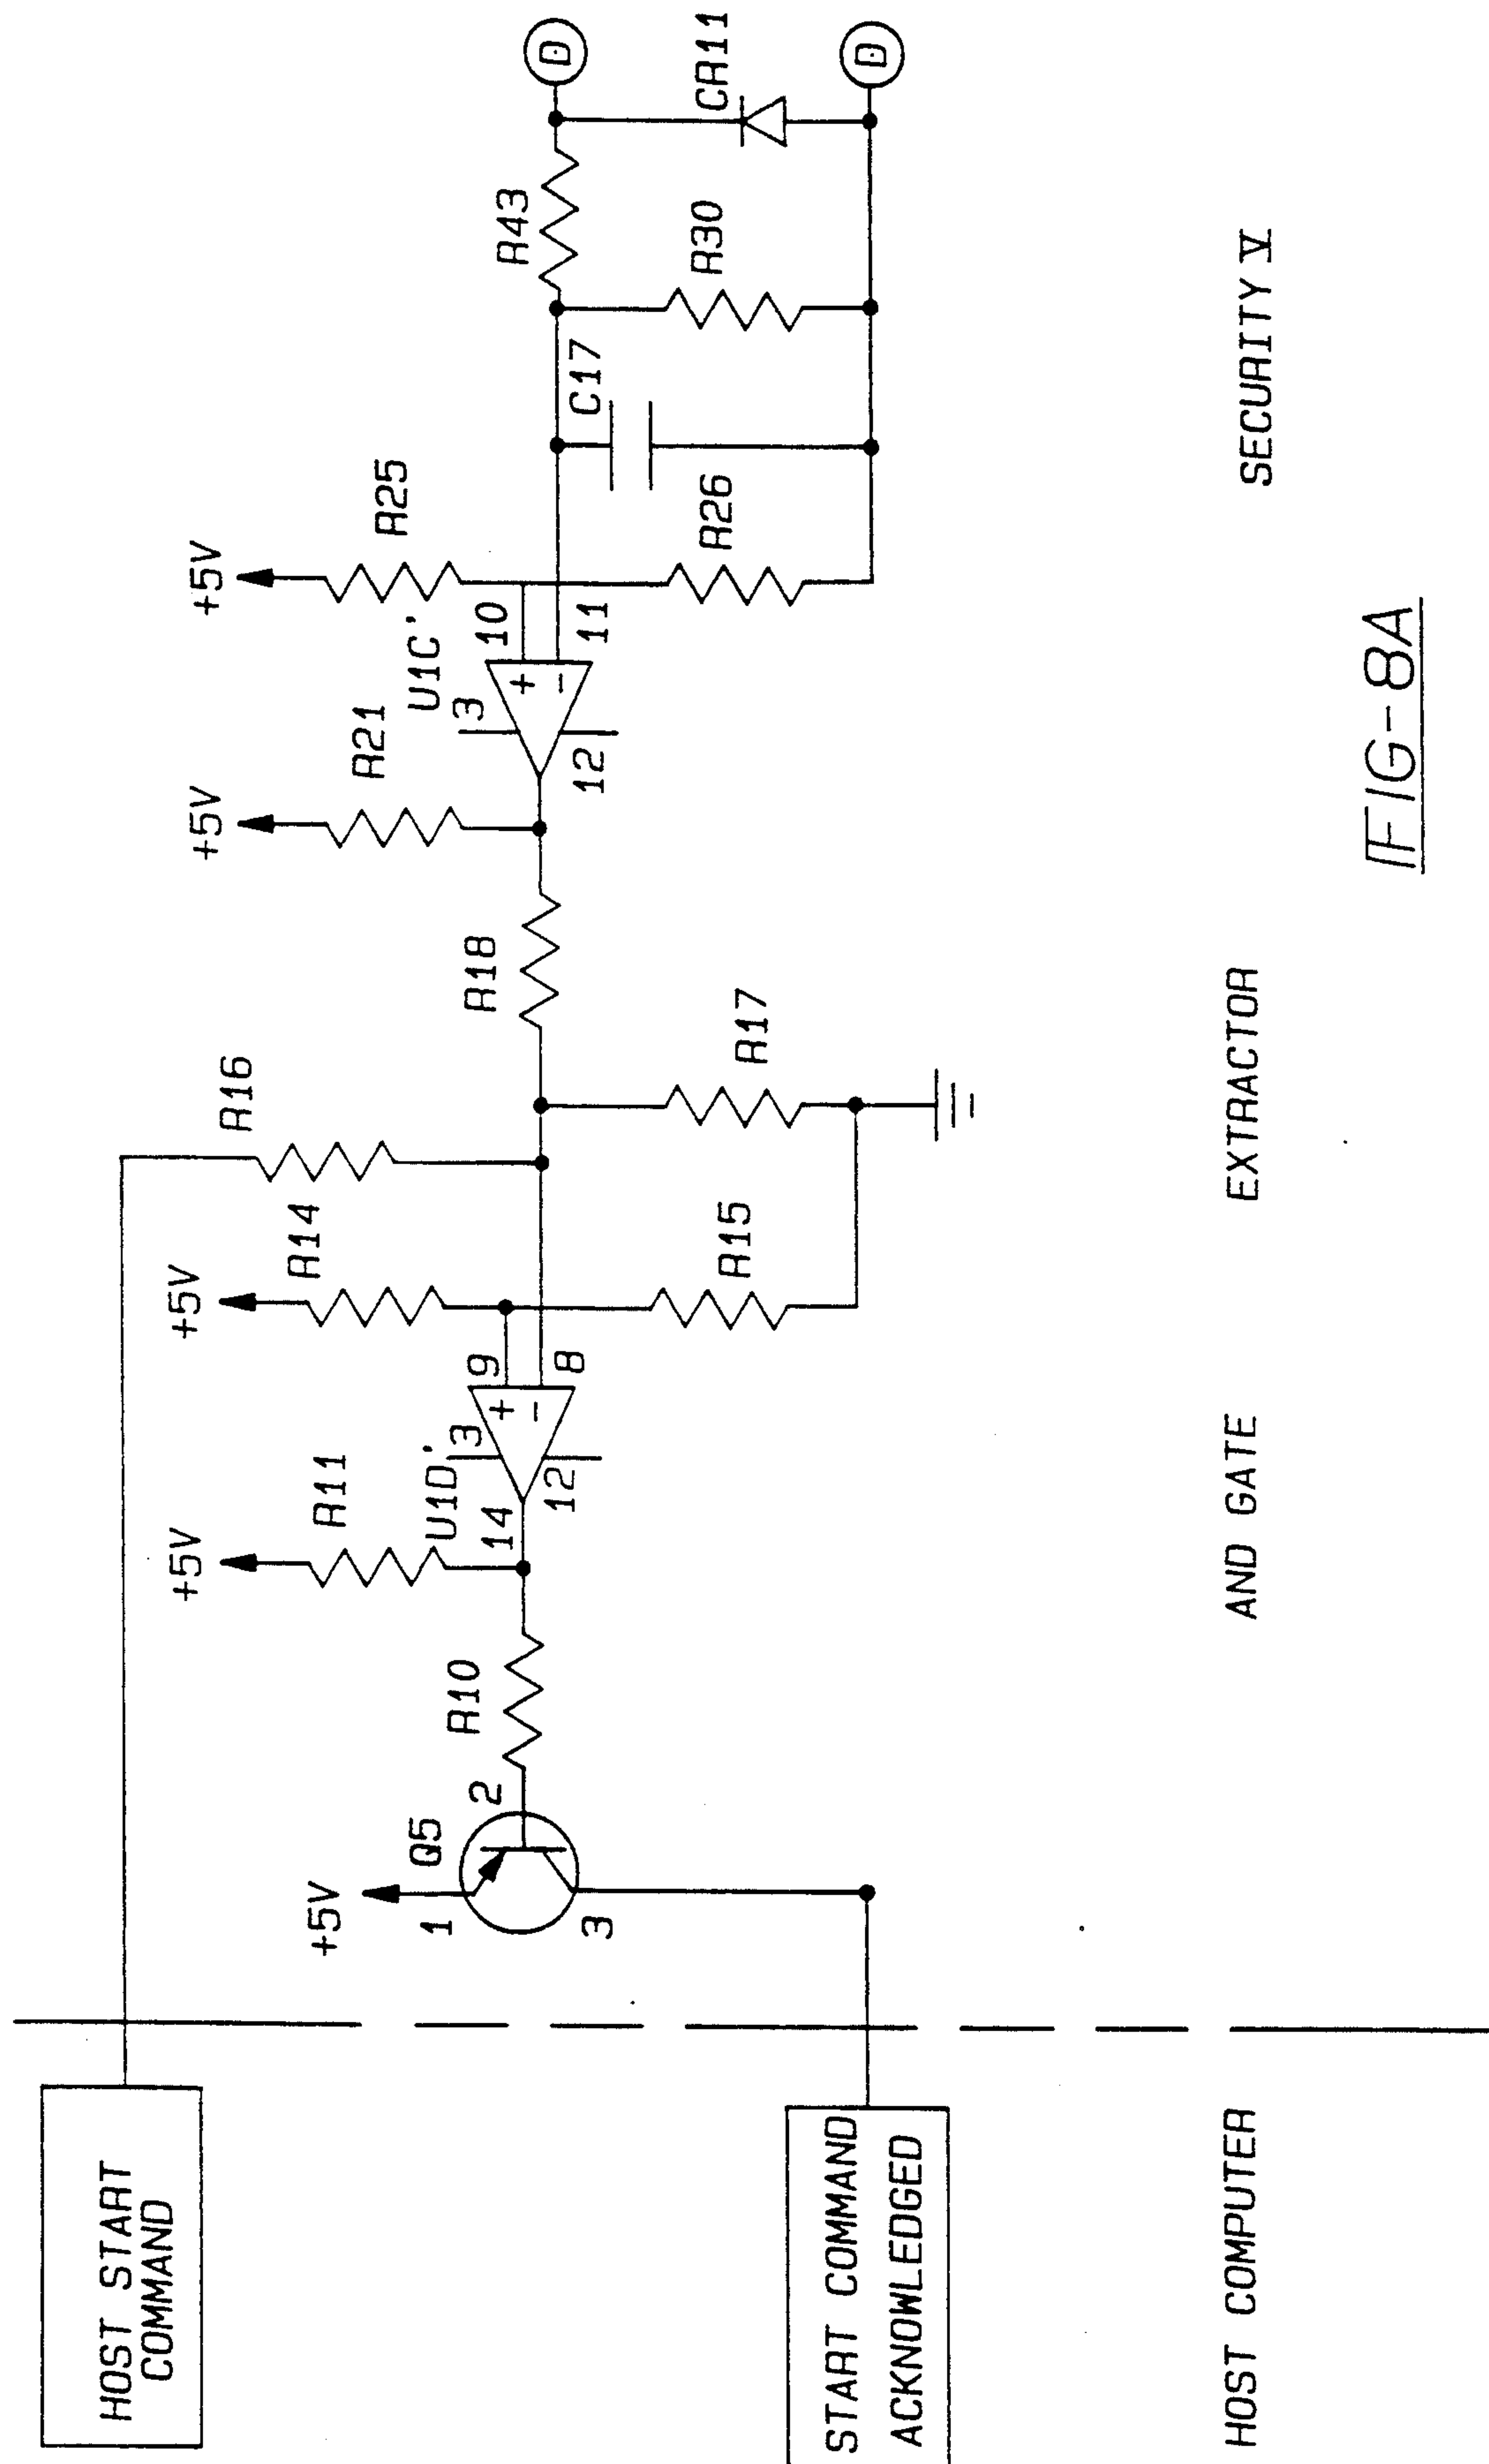 HOST START
COMMAND
+5V
Q5
1
2
3
R10
+5V
R11
U1D'
3
14
12
9
8
+
-
+5V
R14
R15
R16
R17
R18
+5V
R21
U1C'
3
12
10
11
+
-
+5V
R25
R26
C17
R43
R30
CR11
D
D
START COMMAND
ACKNOWLEDGED
HOST COMPUTER
AND GATE
EXTRACTOR
SECURITY V
FIG-8A